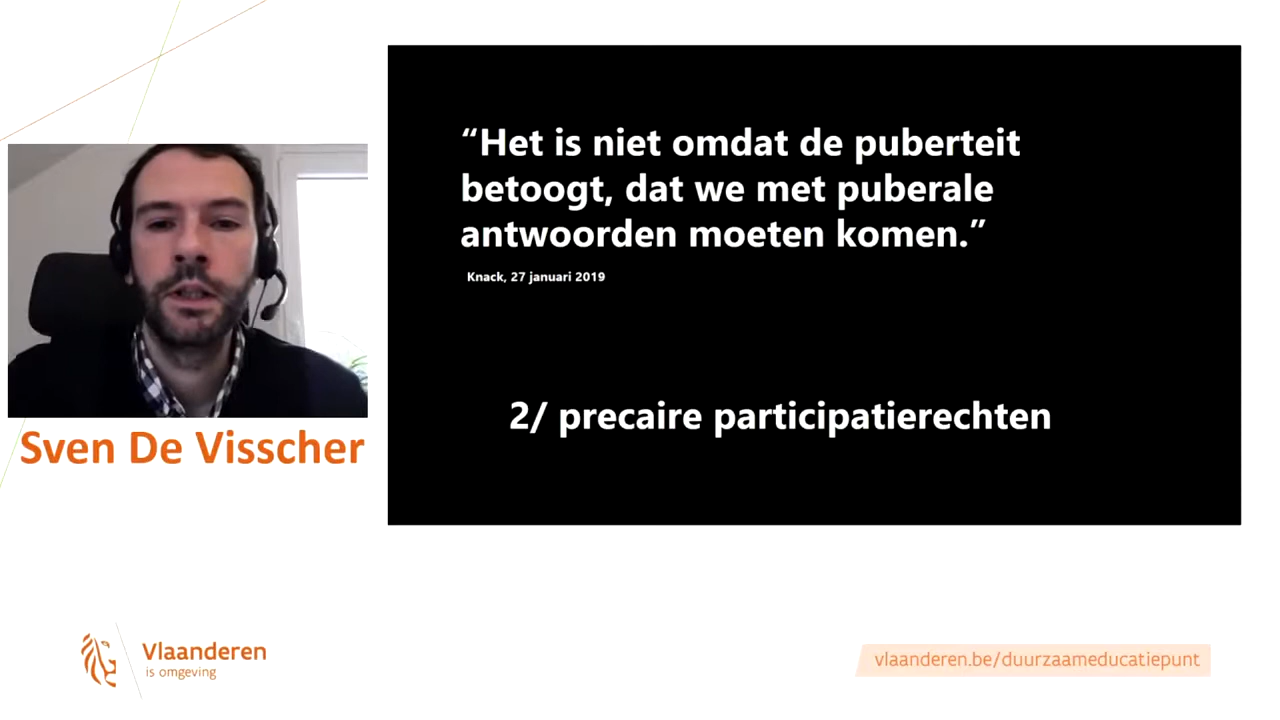 “Het is niet omdat de puberteit
betoogt, dat we met puberale
antwoorden moeten komen.”
Knack, 27 januari 2019
2/ precaire participatierechten
Sven De Visscher
Vlaanderen
is omgeving
vlaanderen.be/duurzaameducatiepunt